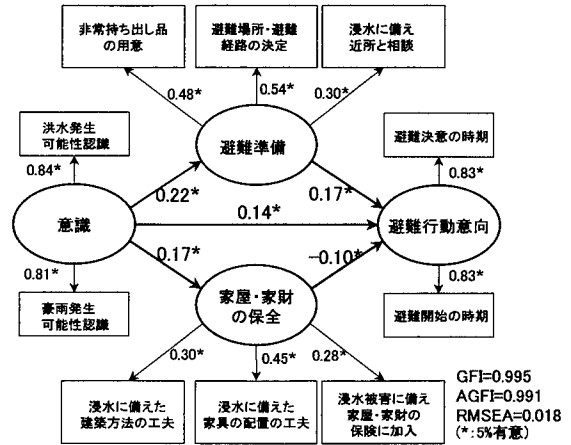 非常持ち出し品
の用意
避難場所・避難
経路の決定
浸水に備え
近所と相談
0.48*
0.54*
0.30*
洪水発生
可能性認識
避難準備
避難決意の時期
0.84*
0.83*
0.22*
0.17*
0.14*
意識
避難行動意向
0.17*
-0.10*
0.81*
0.83*
家屋・家財
の保全
豪雨発生
可能性認識
避難開始の時期
0.30*
0.45*
0.28*
浸水に備えた
建築方法の工夫
浸水に備えた
家具の配置の工夫
浸水被害に備え
家屋・家財の
保険に加入
GFI=0.995
AGFI=0.991
RMSEA=0.018
(*:5%有意)